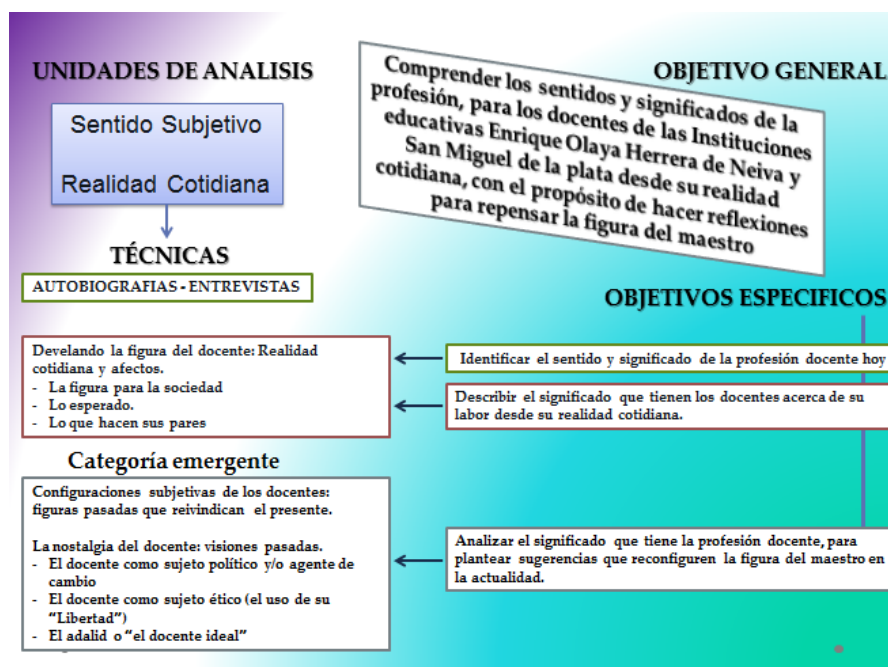 UNIDADES DE ANALISIS
Sentido Subjetivo
Realidad Cotidiana
TÉCNICAS
AUTOBIOGRAFIAS - ENTREVISTAS
OBJETIVO GENERAL
Comprender los sentidos y significados de la
profesión, para los docentes de las Instituciones
educativas Enrique Olaya Herrera de Neiva y
San Miguel de la plata desde su realidad
cotidiana, con el propósito de hacer reflexiones
para repensar la figura del maestro
OBJETIVOS ESPECIFICOS
Develando la figura del docente: Realidad
cotidiana y afectos.
- La figura para la sociedad
- Lo esperado.
- Lo que hacen sus pares
Identificar el sentido y significado de la profesión docente hoy
Describir el significado que tienen los docentes acerca de su
labor desde su realidad cotidiana.
Categoría emergente
Configuraciones subjetivas de los docentes:
figuras pasadas que reivindican el presente.
La nostalgia del docente: visiones pasadas.
- El docente como sujeto político y/o agente de
cambio
- El docente como sujeto ético (el uso de su
“Libertad”)
- El adalid o “el docente ideal”
Analizar el significado que tiene la profesión docente, para
plantear sugerencias que reconfiguren la figura del maestro en
la actualidad.